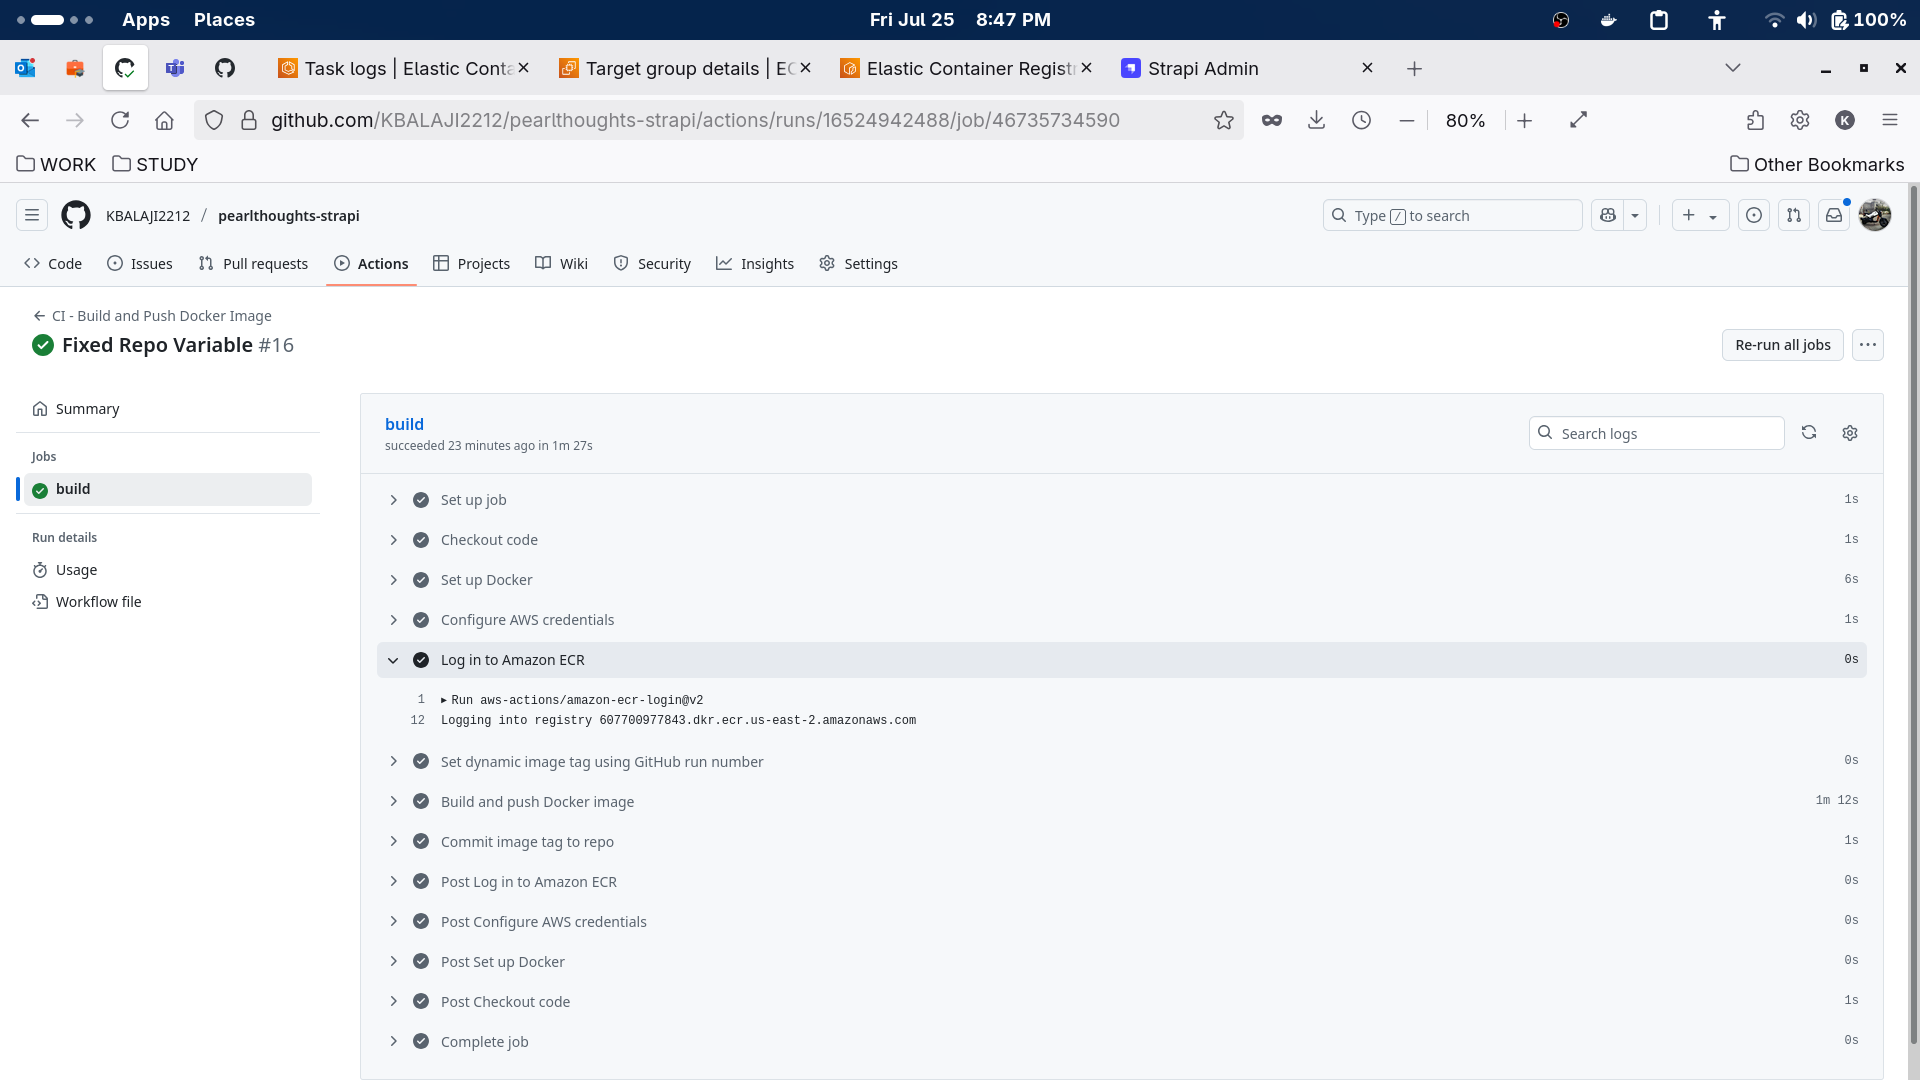 Apps Places Fri Jul 25 8:47 PM 100%
Task logs | Elastic Conta Target group details | EC Elastic Container Registr Strapi Admin
github.com/KBALAJI2212/pearlthoughts-strapi/actions/runs/16524942488/job/46735734590 80% K
WORK STUDY Other Bookmarks
KBALAJI2212 / pearlthoughts-strapi Type / to search
Code Issues Pull requests Actions Projects Wiki Security Insights Settings
CI - Build and Push Docker Image
Fixed Repo Variable #16 Re-run all jobs
Summary
Jobs
build
Run details
Usage
Workflow file
build
succeeded 23 minutes ago in 1m 27s
Search logs
Set up job 1s
Checkout code 1s
Set up Docker 6s
Configure AWS credentials 1s
Log in to Amazon ECR 0s
1 Run aws-actions/amazon-ecr-login@v2
12 Logging into registry 607700977843.dkr.ecr.us-east-2.amazonaws.com
Set dynamic image tag using GitHub run number 0s
Build and push Docker image 1m 12s
Commit image tag to repo 1s
Post Log in to Amazon ECR 0s
Post Configure AWS credentials 0s
Post Set up Docker 0s
Post Checkout code 1s
Complete job 0s